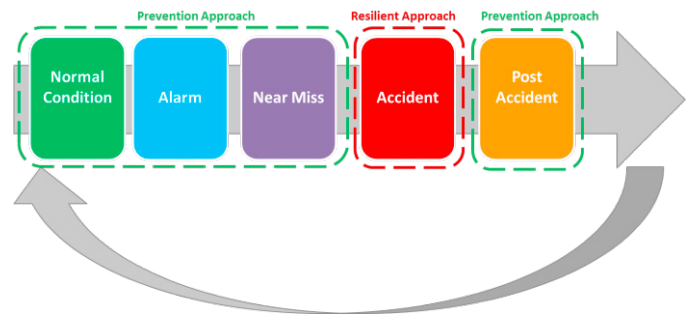 Prevention Approach
Resilient Approach
Prevention Approach
Normal
Condition
Alarm
Near Miss
Accident
Post
Accident